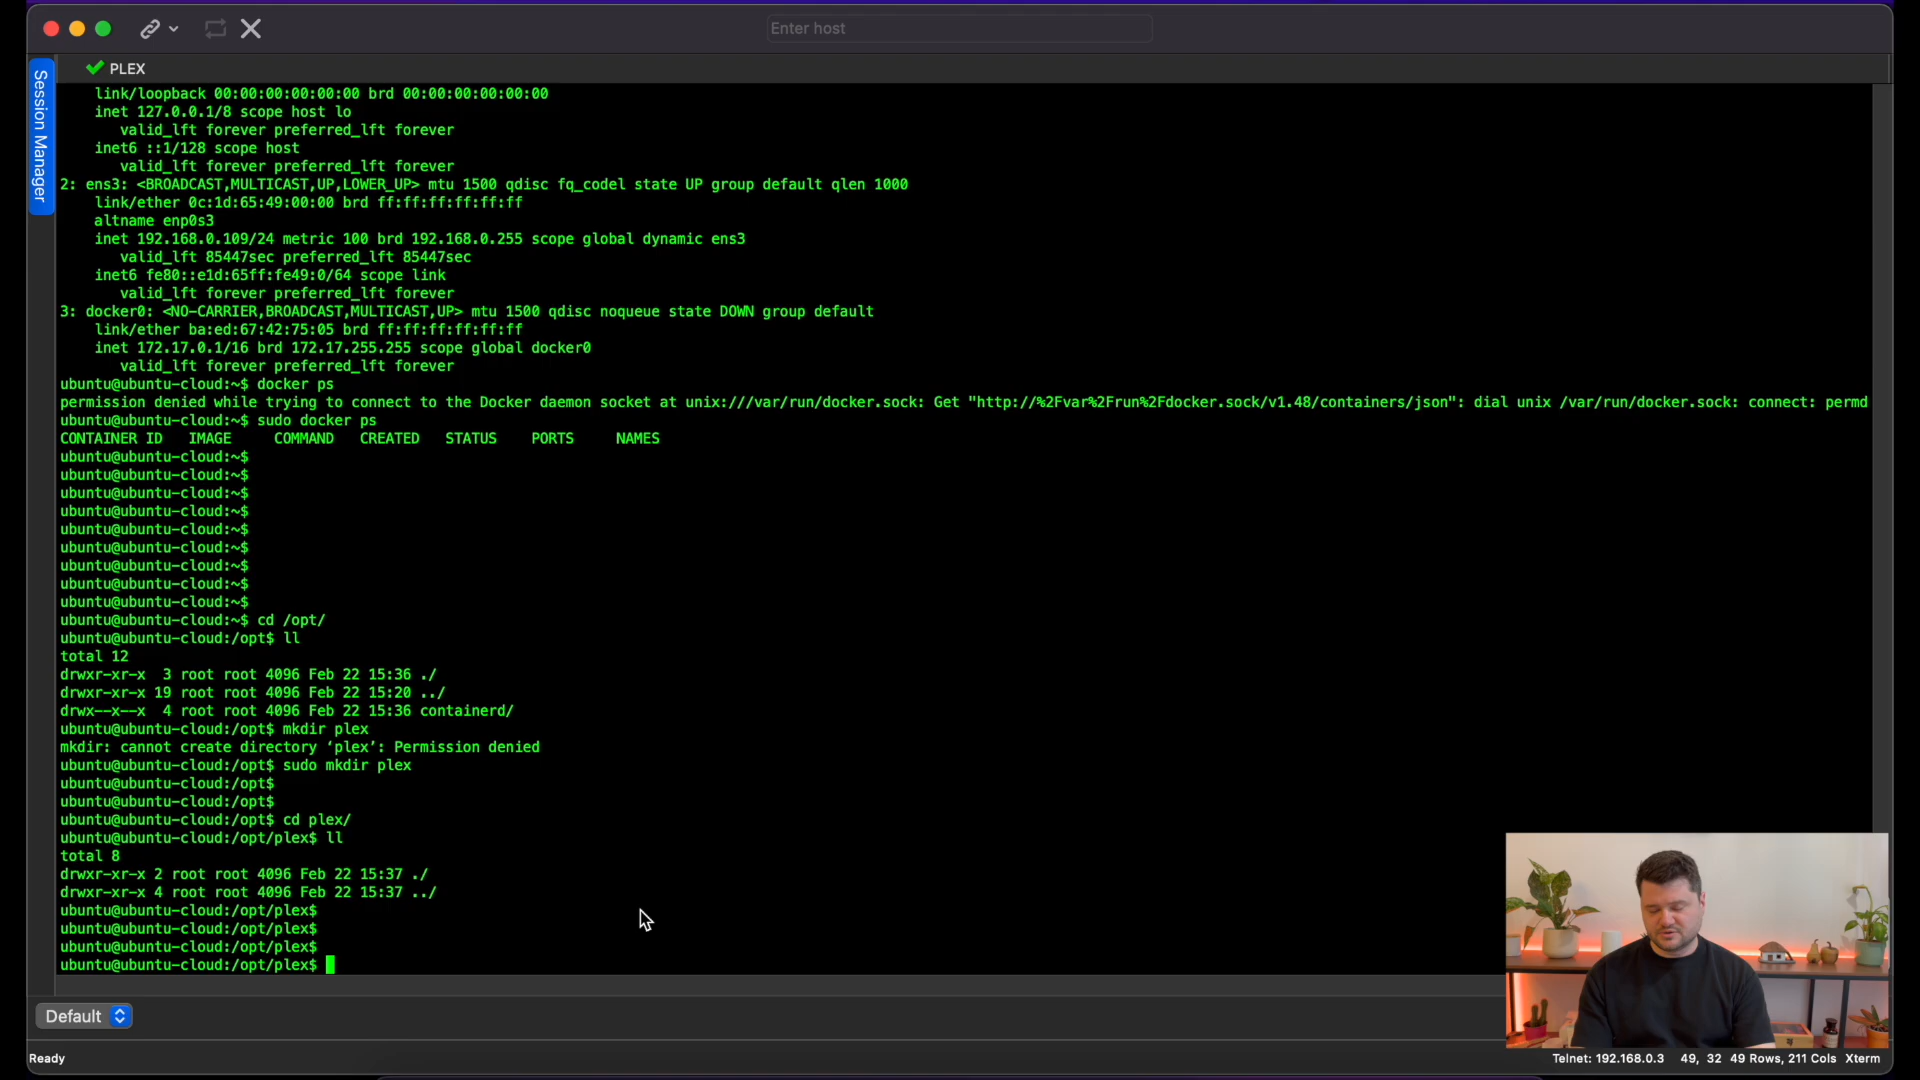 Enter host
Session Manager
PLEX
link/loopback 00:00:00:00:00:00 brd 00:00:00:00:00:00
inet 127.0.0.1/8 scope host lo
valid_lft forever preferred_lft forever
inet6 ::1/128 scope host
valid_lft forever preferred_lft forever
2: ens3: <BROADCAST,MULTICAST,UP,LOWER_UP> mtu 1500 qdisc fq_codel state UP group default qlen 1000
link/ether 0c:1d:65:49:00:00 brd ff:ff:ff:ff:ff:ff
altname enp0s3
inet 192.168.0.109/24 metric 100 brd 192.168.0.255 scope global dynamic ens3
valid_lft 85447sec preferred_lft 85447sec
inet6 fe80::e1d:65ff:fe49:0/64 scope link
valid_lft forever preferred_lft forever
3: docker0: <NO-CARRIER,BROADCAST,MULTICAST,UP> mtu 1500 qdisc noqueue state DOWN group default
link/ether ba:ed:67:42:75:05 brd ff:ff:ff:ff:ff:ff
inet 172.17.0.1/16 brd 172.17.255.255 scope global docker0
valid_lft forever preferred_lft forever
ubuntu@ubuntu-cloud:~$ docker ps
permission denied while trying to connect to the Docker daemon socket at unix:///var/run/docker.sock: Get "http://%2Fvar%2Frun%2Fdocker.sock/v1.48/containers/json": dial unix /var/run/docker.sock: connect: permd
ubuntu@ubuntu-cloud:~$ sudo docker ps
CONTAINER ID IMAGE COMMAND CREATED STATUS PORTS NAMES
ubuntu@ubuntu-cloud:~$
ubuntu@ubuntu-cloud:~$
ubuntu@ubuntu-cloud:~$
ubuntu@ubuntu-cloud:~$
ubuntu@ubuntu-cloud:~$
ubuntu@ubuntu-cloud:~$
ubuntu@ubuntu-cloud:~$
ubuntu@ubuntu-cloud:~$
ubuntu@ubuntu-cloud:~$
ubuntu@ubuntu-cloud:~$ cd /opt/
ubuntu@ubuntu-cloud:/opt$ ll
total 12
drwxr-xr-x 3 root root 4096 Feb 22 15:36 ./
drwxr-xr-x 19 root root 4096 Feb 22 15:20 ../
drwx--x--x 4 root root 4096 Feb 22 15:36 containerd/
ubuntu@ubuntu-cloud:/opt$ mkdir plex
mkdir: cannot create directory ‘plex’: Permission denied
ubuntu@ubuntu-cloud:/opt$ sudo mkdir plex
ubuntu@ubuntu-cloud:/opt$
ubuntu@ubuntu-cloud:/opt$
ubuntu@ubuntu-cloud:/opt$ cd plex/
ubuntu@ubuntu-cloud:/opt/plex$ ll
total 8
drwxr-xr-x 2 root root 4096 Feb 22 15:37 ./
drwxr-xr-x 4 root root 4096 Feb 22 15:37 ../
ubuntu@ubuntu-cloud:/opt/plex$
ubuntu@ubuntu-cloud:/opt/plex$
ubuntu@ubuntu-cloud:/opt/plex$
ubuntu@ubuntu-cloud:/opt/plex$
Default
Ready
Telnet: 192.168.0.3 49, 32 49 Rows, 211 Cols Xterm